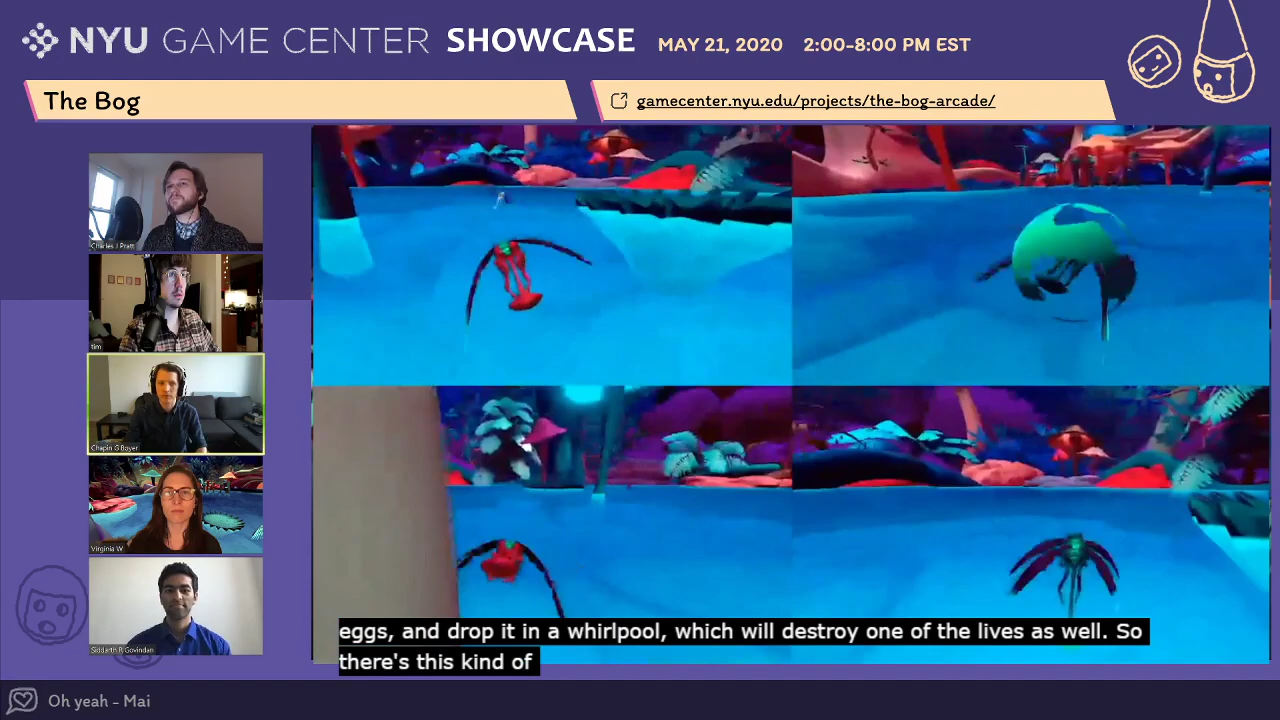 NYU GAME CENTER SHOWCASE MAY 21, 2020 2:00-8:00 PM EST
The Bog
gamecenter.nyu.edu/projects/the-bog-arcade/
Charles J Pratt
tim
Chapin G Boyer
Virginia W
Siddarth R Govindan
eggs, and drop it in a whirlpool, which will destroy one of the lives as well. So
there's this kind of
Oh yeah - Mai